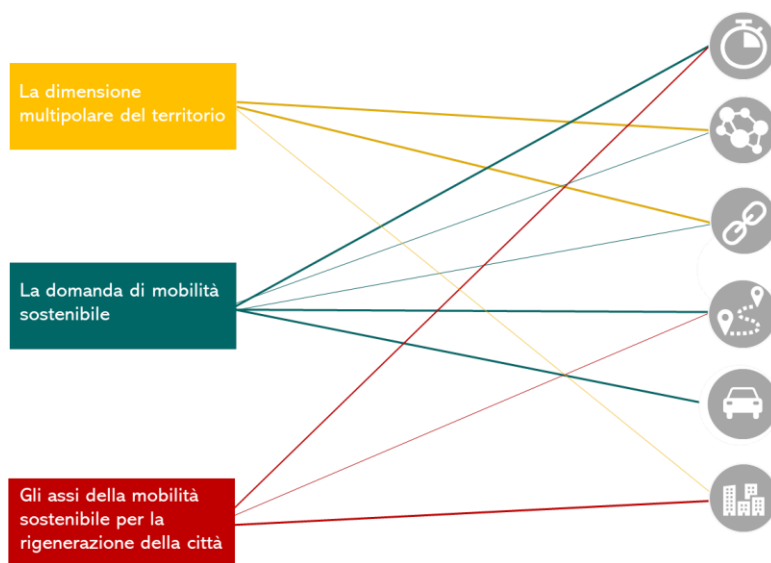 La dimensione
multipolare del territorio
La domanda di mobilità
sostenibile
Gli assi della mobilità
sostenibile per la
rigenerazione della città